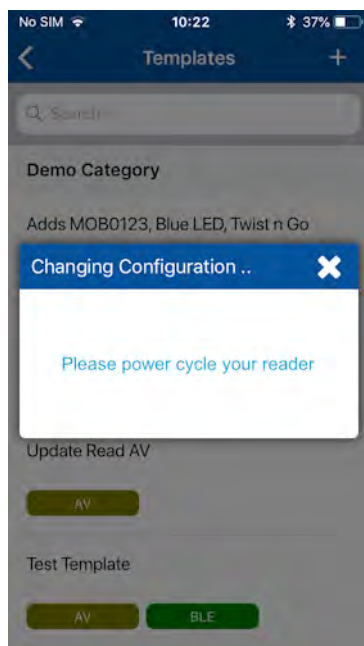 No SIM 10:22 37%
Templates
Search
Demo Category
Adds MOB0123, Blue LED, Twist n Go
Changing Configuration ..
Please power cycle your reader
Update Read AV
AV
Test Template
AV BLE